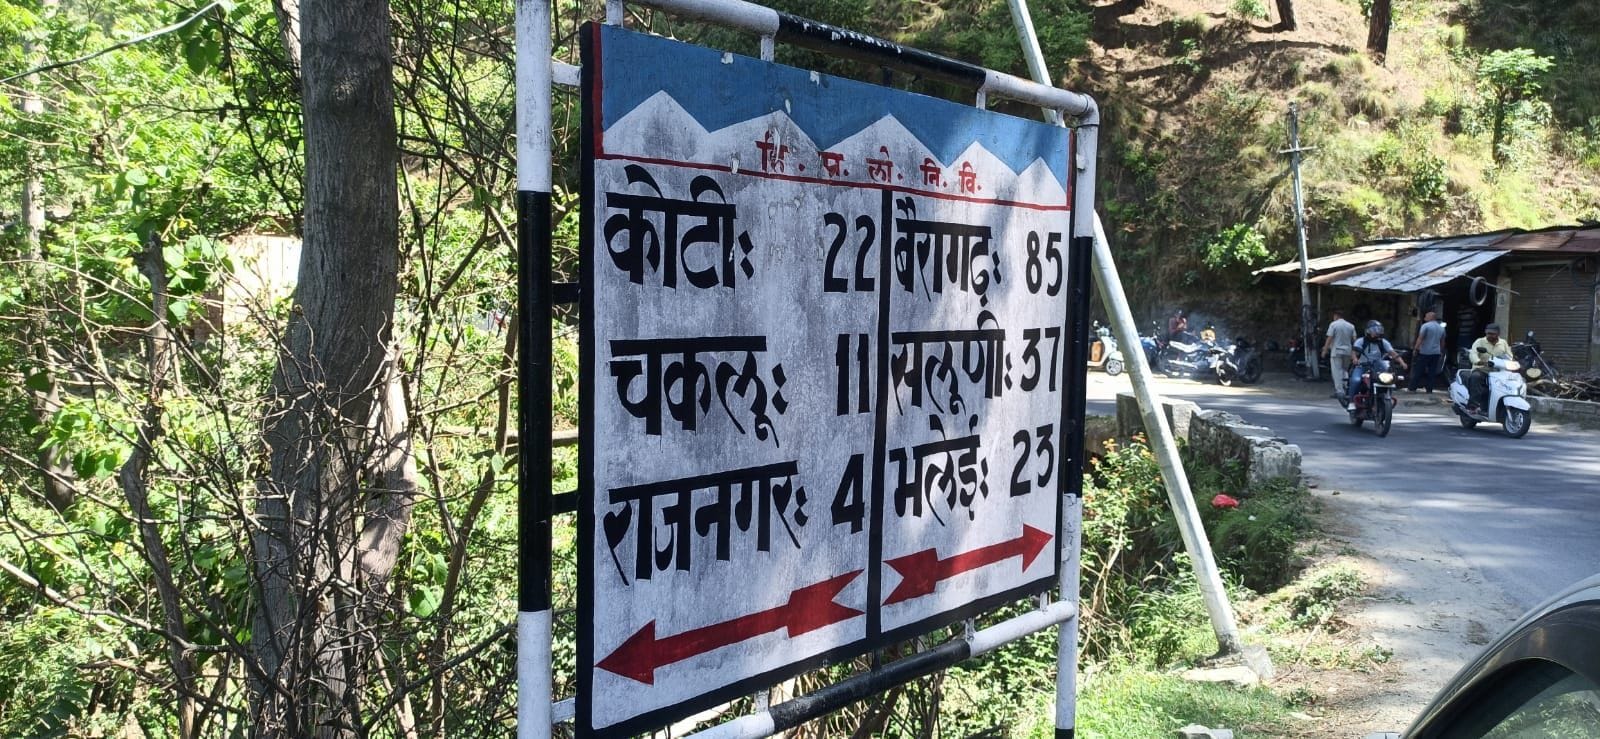 हि. प्र. लो. नि. वि.
कोटी: 22
चकलू: 11
राजनगर: 4
बैरागढ़: 85
सलूणी: 37
भलेई: 23